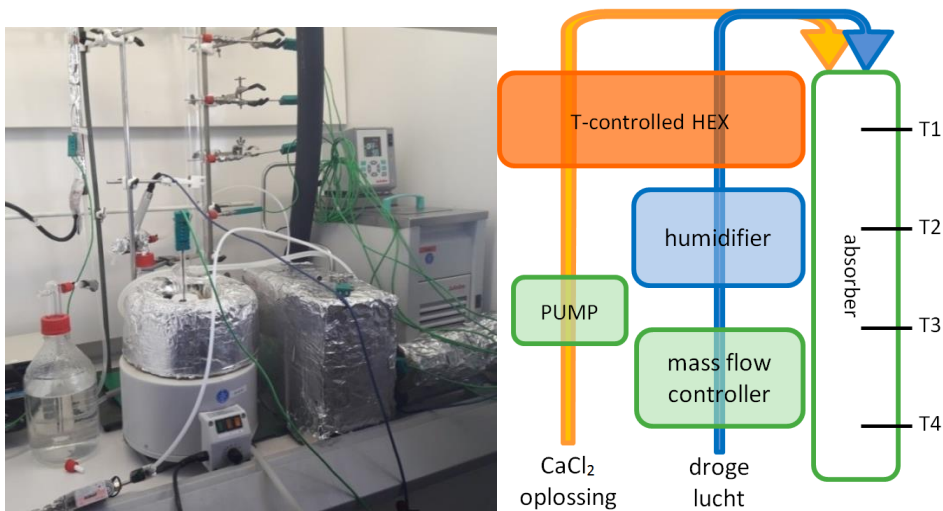 T-controlled HEX
T1
T2
humidifier
absorber
PUMP
T3
mass flow
controller
T4
CaCl₂
oplossing
droge
lucht